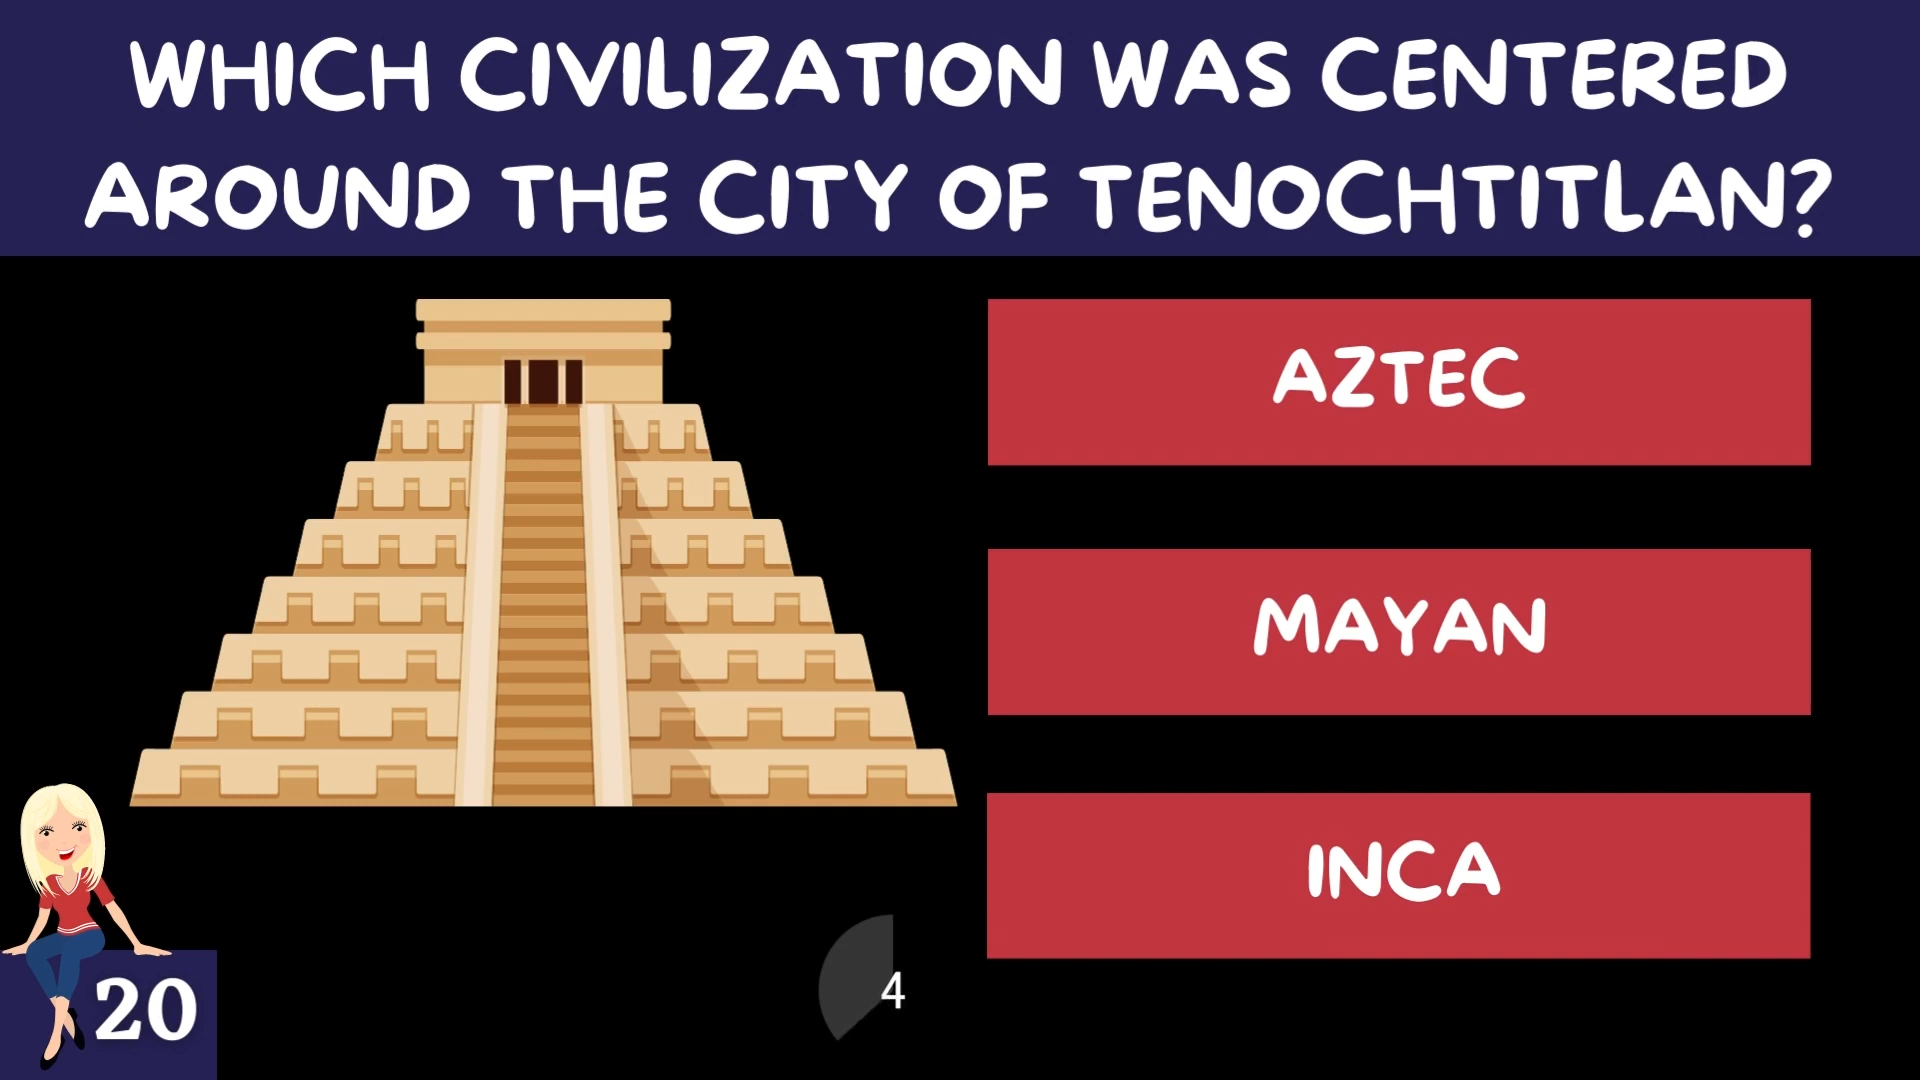 WHICH CIVILIZATION WAS CENTERED
AROUND THE CITY OF TENOCHTITLAN?
AZTEC
MAYAN
INCA
20
4